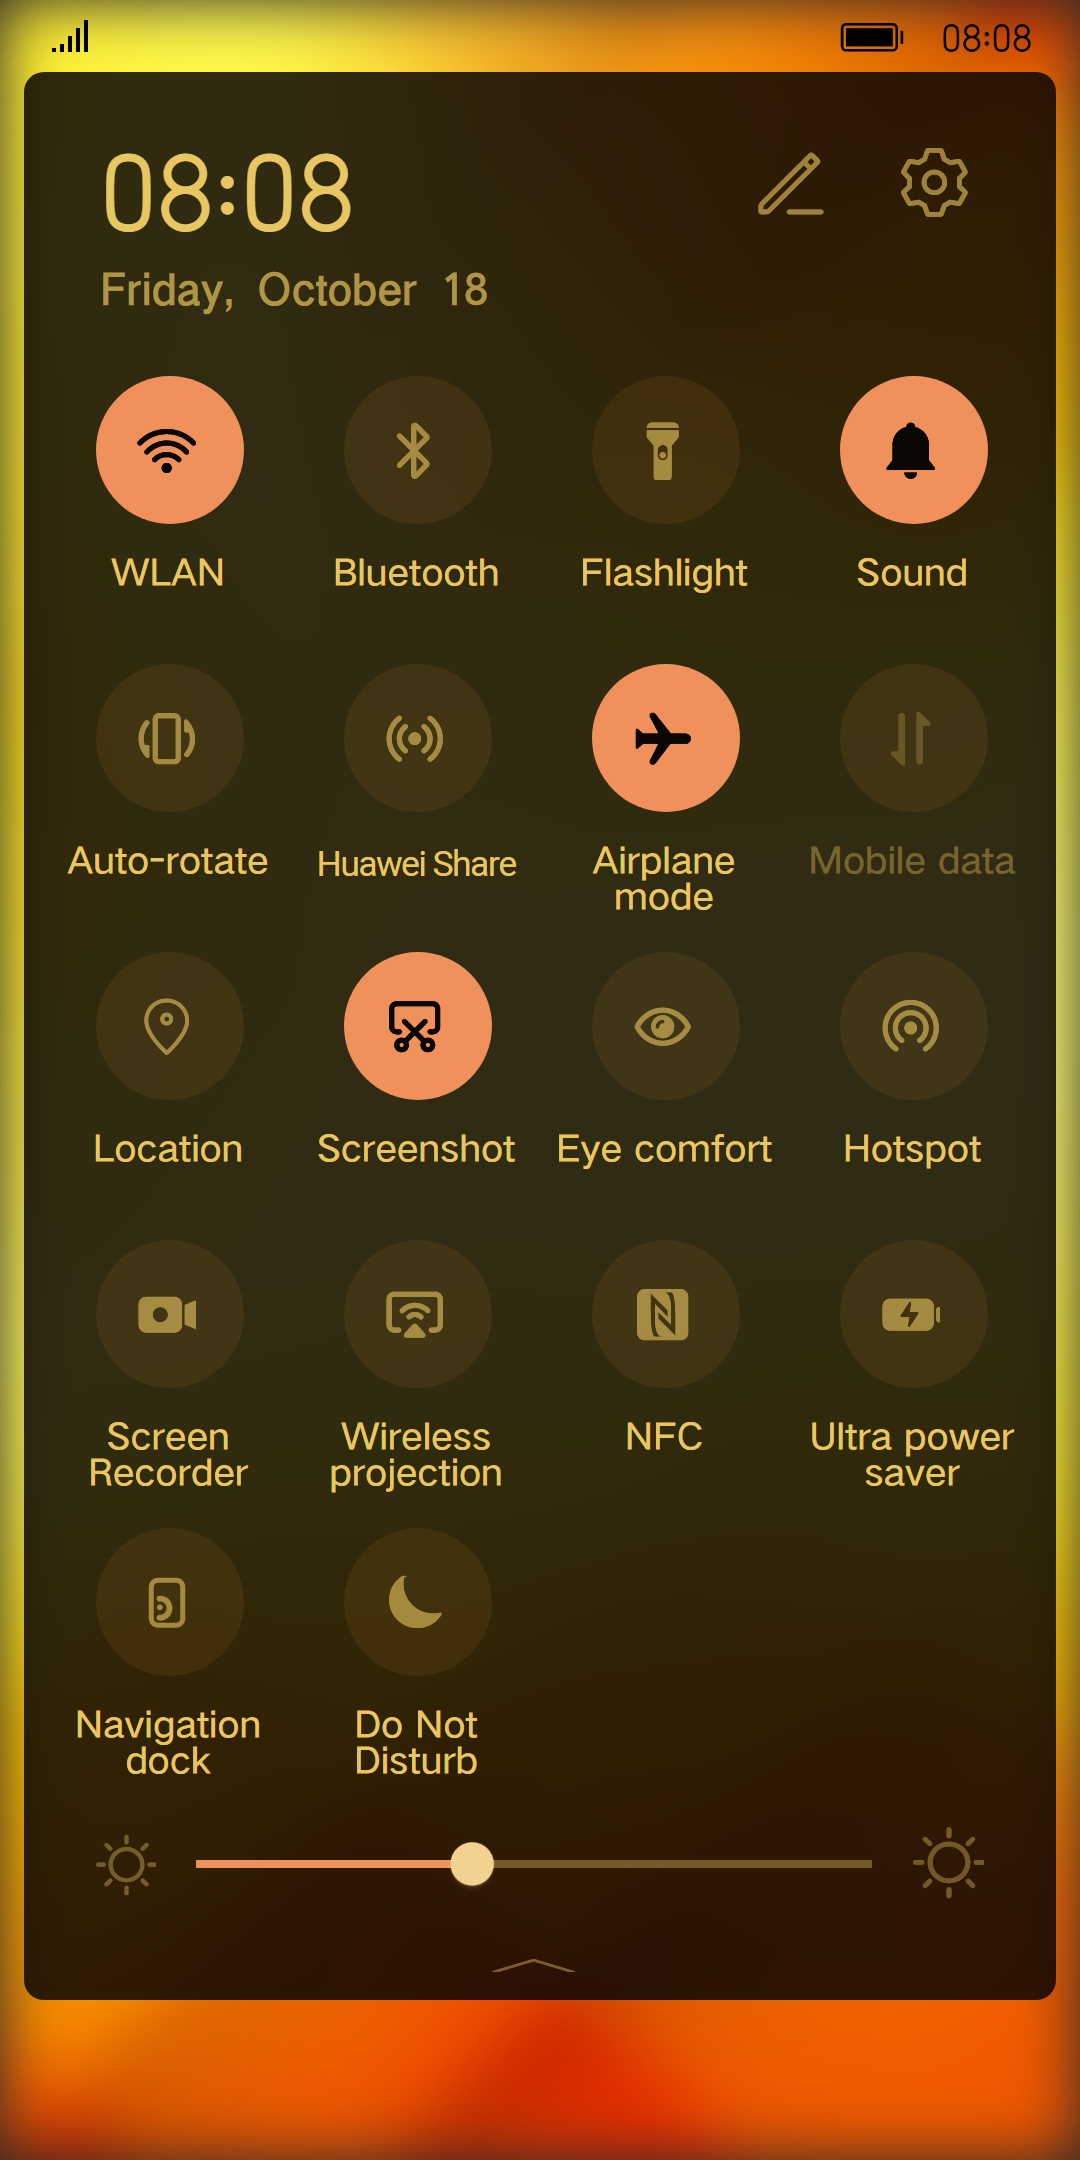 08:08
08:08
Friday, October 18
WLAN Bluetooth Flashlight Sound
Auto-rotate Huawei Share Airplane mode Mobile data
Location Screenshot Eye comfort Hotspot
Screen Recorder Wireless projection NFC Ultra power saver
Navigation dock Do Not Disturb